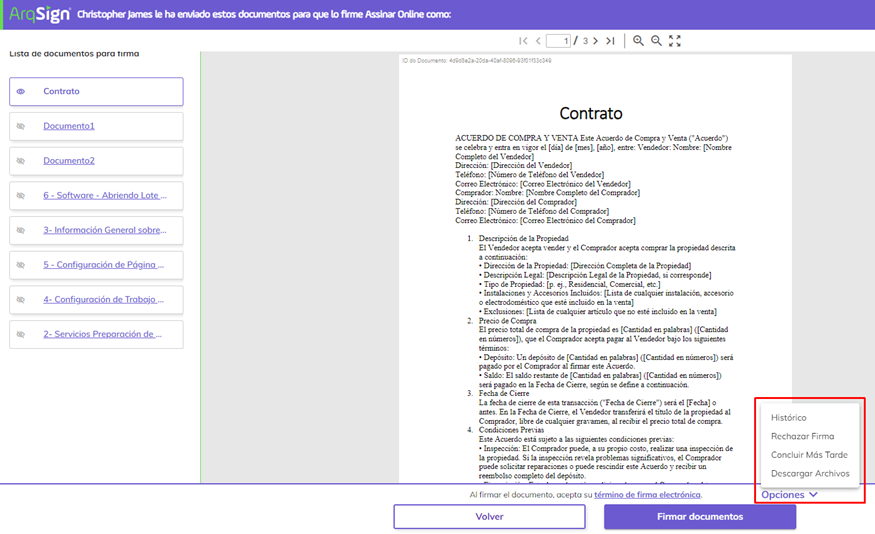 ArqSign
Christopher James le ha enviado estos documentos para que lo firme Assinar Online como:
Lista de documentos para firma
1 / 3
Contrato
Documento1
Documento2
6 - Software - Abriendo Lote ...
3- Información General sobre...
5 - Configuración de Página ...
4- Configuración de Trabajo ...
2- Servicios Preparación de ...
Contrato
ACUERDO DE COMPRA Y VENTA Este Acuerdo de Compra y Venta ("Acuerdo")
se celebra y entra en vigor el [día] de [mes], [año], entre: Vendedor: Nombre: [Nombre
Completo del Vendedor]
Dirección: [Dirección del Vendedor]
Teléfono: [Número de Teléfono del Vendedor]
Correo Electrónico: [Correo Electrónico del Vendedor]
Comprador: Nombre: [Nombre Completo del Comprador]
Dirección: [Dirección del Comprador]
Teléfono: [Número de Teléfono del Comprador]
Correo Electrónico: [Correo Electrónico del Comprador]
1. Descripción de la Propiedad
El Vendedor acepta vender y el Comprador acepta comprar la propiedad descrita
a continuación:
• Dirección de la Propiedad: [Dirección Completa de la Propiedad]
• Descripción Legal: [Descripción Legal de la Propiedad, si corresponde]
• Tipo de Propiedad: [p. ej., Residencial, Comercial, etc.]
• Instalaciones y Accesorios Incluidos: [Lista de cualquier instalación, accesorio
o electrodoméstico que esté incluido en la venta]
• Exclusiones: [Lista de cualquier artículo que no esté incluido en la venta]
2. Precio de Compra
El precio total de compra de la propiedad es [Cantidad en palabras] ([Cantidad
en números]), que el Comprador acepta pagar al Vendedor bajo los siguientes
términos:
• Depósito: Un depósito de [Cantidad en palabras] ([Cantidad en números]) será
pagado por el Comprador al firmar este Acuerdo.
• Saldo: El saldo restante de [Cantidad en palabras] ([Cantidad en números])
será pagado en la Fecha de Cierre, según se define a continuación.
3. Fecha de Cierre
La fecha de cierre de esta transacción ("Fecha de Cierre") será el [Fecha] o
antes. En la Fecha de Cierre, el Vendedor transferirá el título de la propiedad al
Comprador, libre de cualquier gravamen, al recibir el precio total de compra.
4. Condiciones Previas
Este Acuerdo está sujeto a las siguientes condiciones previas:
• Inspección: El Comprador puede, a su propio costo, realizar una inspección de
la propiedad. Si la inspección revela problemas significativos, el Comprador
puede solicitar reparaciones o puede rescindir este Acuerdo y recibir un
reembolso completo del depósito.
Histórico
Rechazar Firma
Concluir Más Tarde
Descargar Archivos
Al firmar el documento, acepta su término de firma electrónica.
Opciones
Volver
Firmar documentos